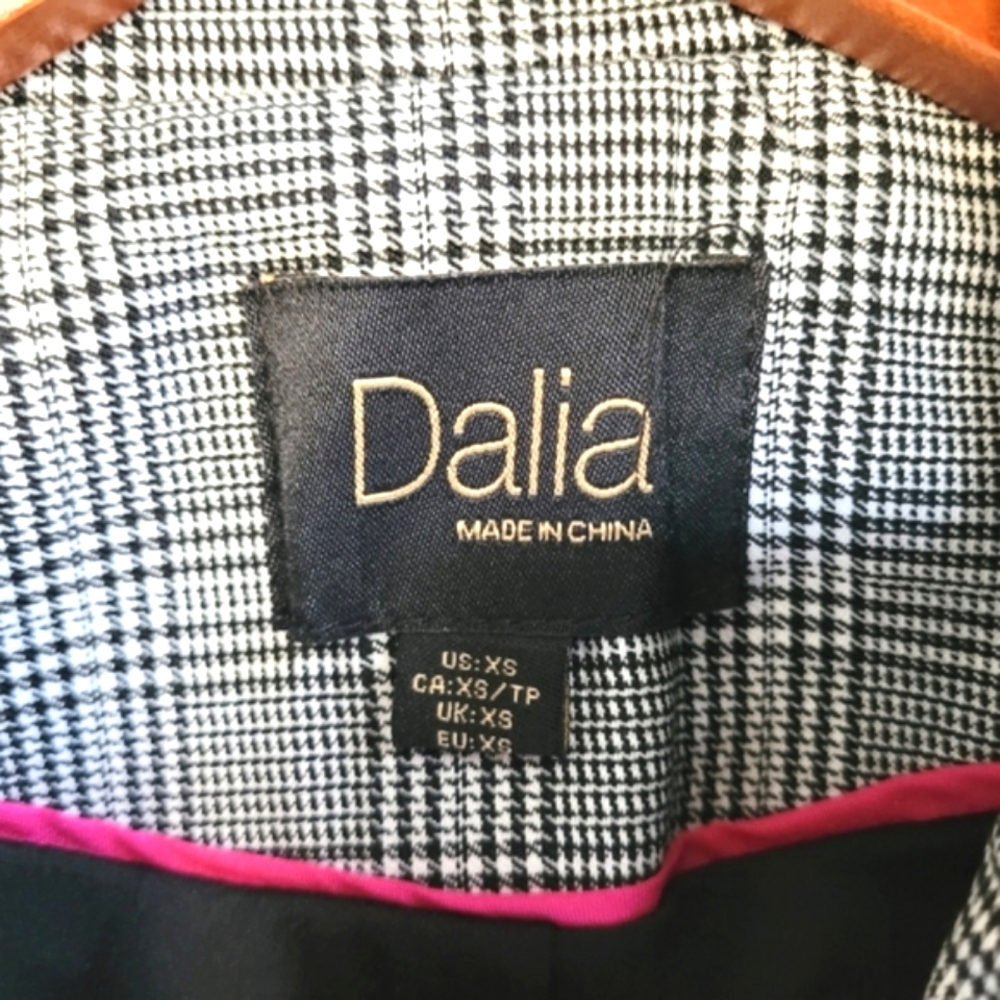 Dalia
MADE IN CHINA
US:XS
CA:XS/TP
UK:XS
EU:XS